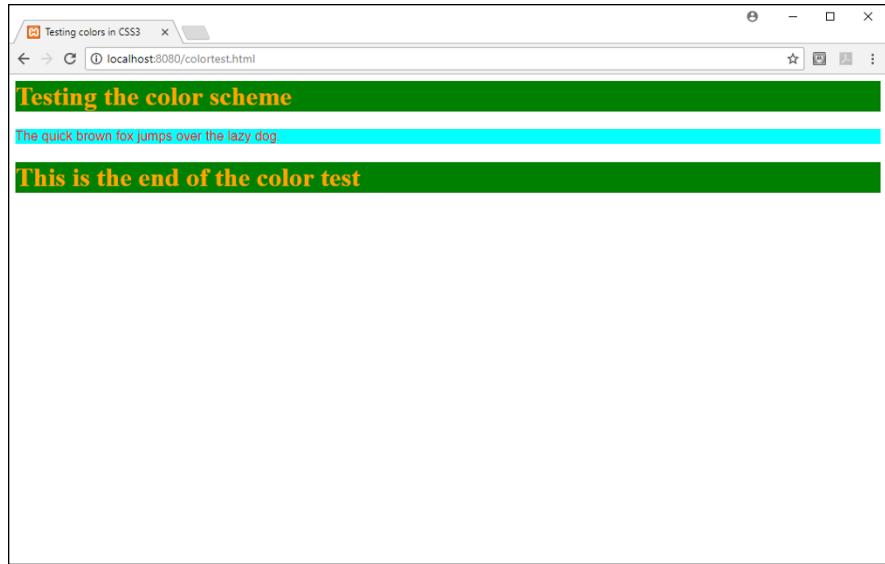 Testing colors in CSS3
localhost:8080/colortest.html
Testing the color scheme
The quick brown fox jumps over the lazy dog.
This is the end of the color test